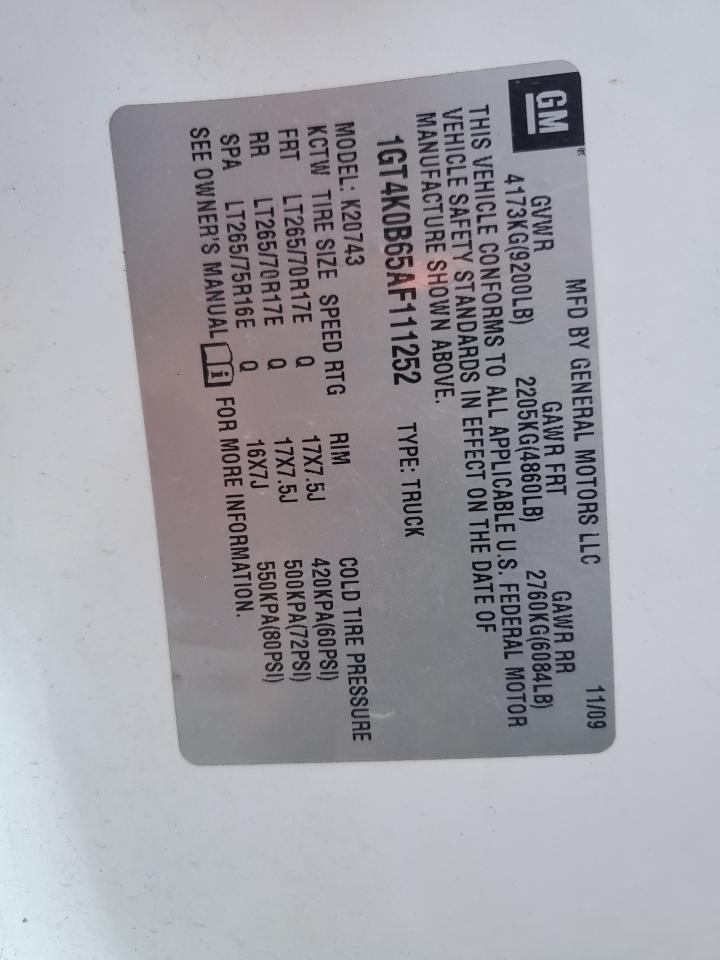 GM ®
MFD BY GENERAL MOTORS LLC 11/09
GVWR GAWR FRT GAWR RR
4173KG(9200LB) 2205KG(4860LB) 2760KG(6084LB)
THIS VEHICLE CONFORMS TO ALL APPLICABLE U.S. FEDERAL MOTOR
VEHICLE SAFETY STANDARDS IN EFFECT ON THE DATE OF
MANUFACTURE SHOWN ABOVE.
1GT4K0B65AF111252 TYPE: TRUCK
MODEL: K20743
KCTW TIRE SIZE SPEED RTG RIM COLD TIRE PRESSURE
FRT LT265/70R17E Q 17X7.5J 420KPA(60PSI)
RR LT265/70R17E Q 17X7.5J 500KPA(72PSI)
SPA LT265/75R16E Q 16X7J 550KPA(80PSI)
SEE OWNER'S MANUAL i FOR MORE INFORMATION.